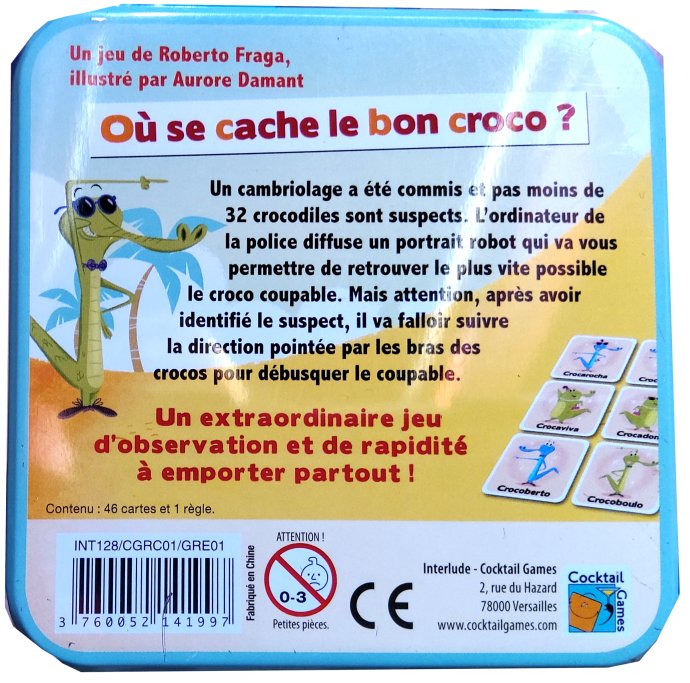 Un jeu de Roberto Fraga,
illustré par Aurore Damant
Où se cache le bon croco ?
Un cambriolage a été commis et pas moins de
32 crocodiles sont suspects. L'ordinateur de
la police diffuse un portrait robot qui va vous
permettre de retrouver le plus vite possible
le croco coupable. Mais attention, après avoir
identifié le suspect, il va falloir suivre
la direction pointée par les bras des
crocos pour débusquer le coupable.
Crocarocha
Crocaviva
Crocoberto
Crocoboulo
Un extraordinaire jeu
d'observation et de rapidité
à emporter partout !
Contenu : 46 cartes et 1 règle.
INT128/CGRC01/GRE01
3 760052 141997
Fabriqué en Chine
ATTENTION !
0-3
Petites pièces.
CE
Interlude - Cocktail Games
2, rue du Hazard
78000 Versailles
www.cocktailgames.com
Cocktail
Games